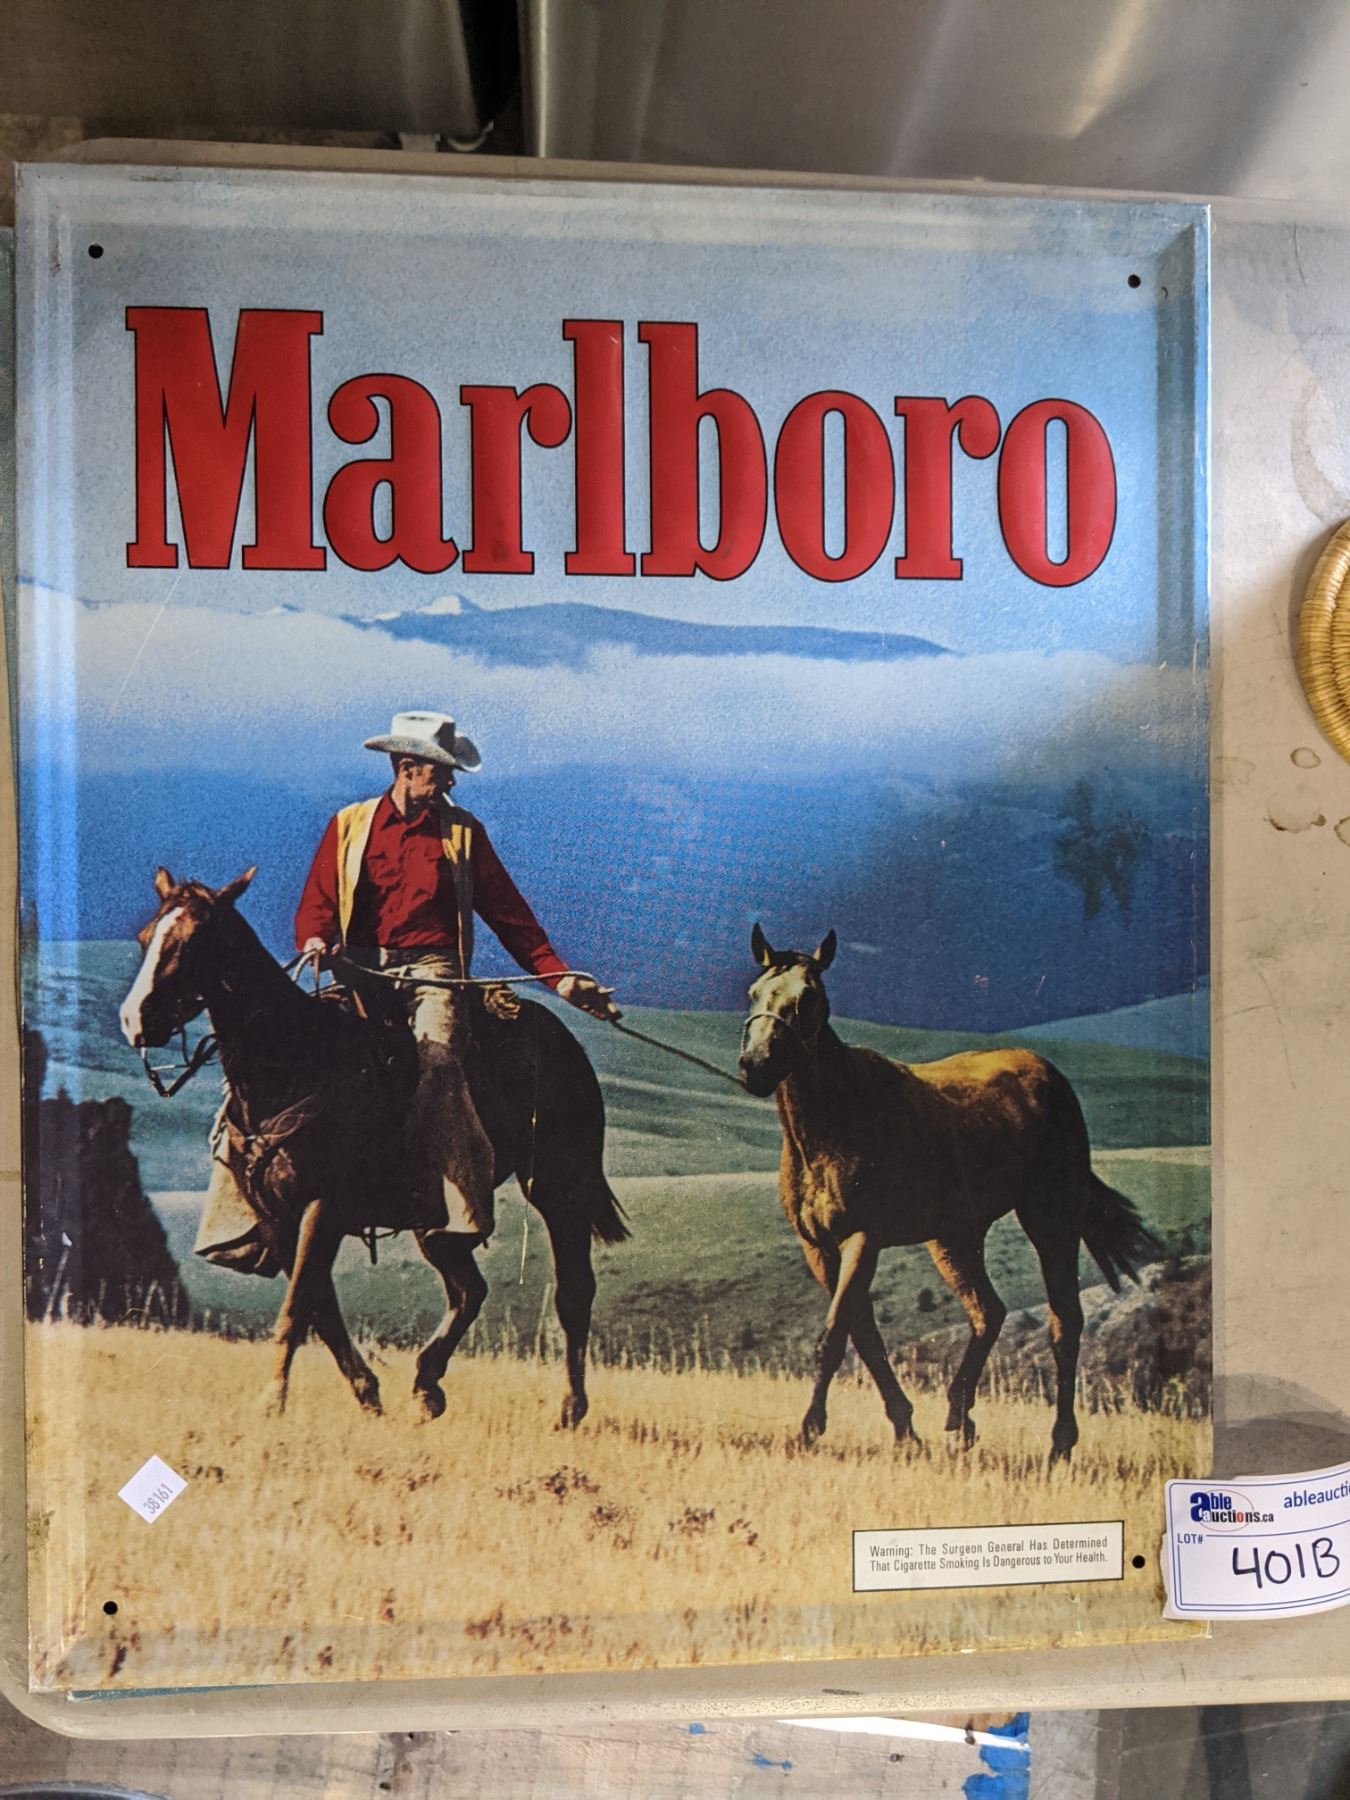 Marlboro
38161
Warning: The Surgeon General Has Determined
That Cigarette Smoking Is Dangerous to Your Health.
able auctions.ca
LOT#
401B